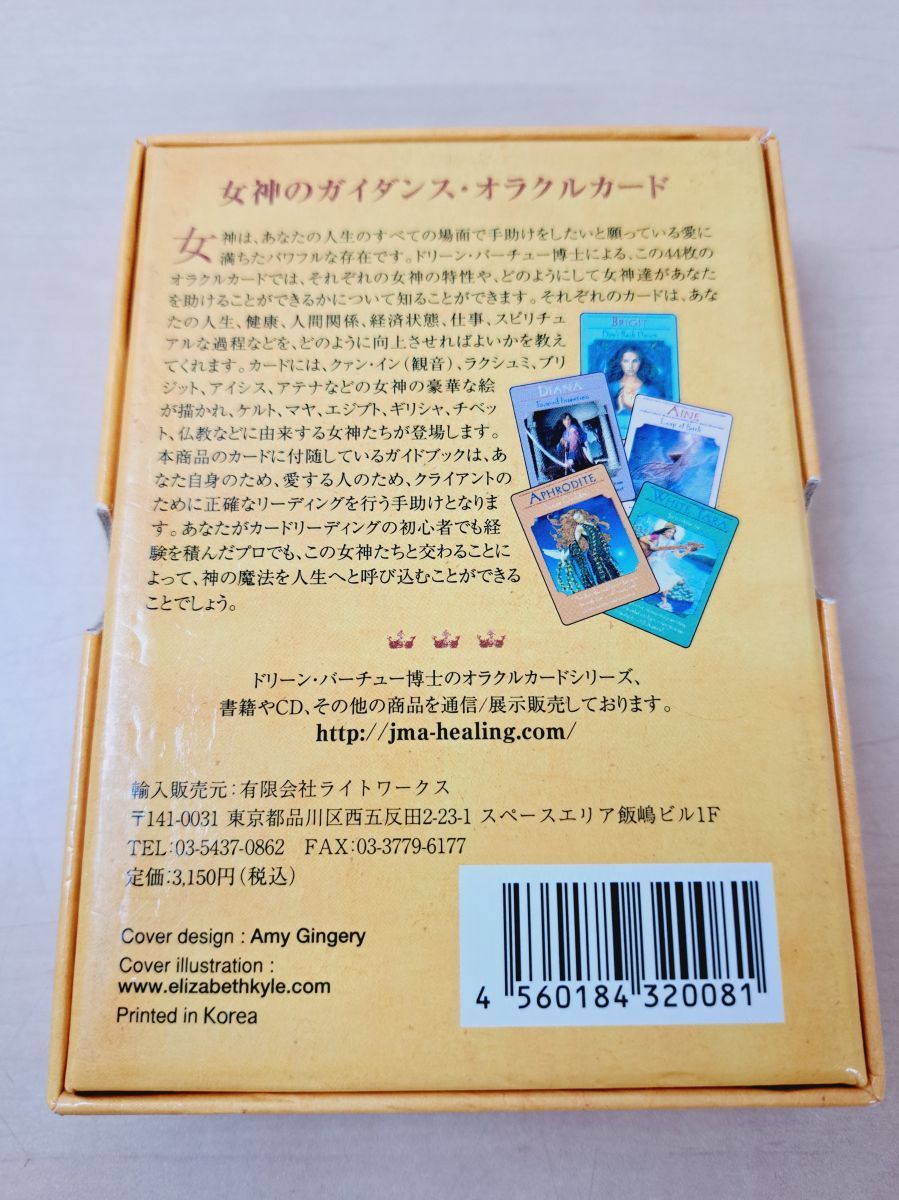 女神のガイダンス・オラクルカード
女神は、あなたの人生のすべての場面で手助けをしたいと願っている愛に
満ちたパワフルな存在です。ドリーン・バーチュー博士による、この44枚の
オラクルカードでは、それぞれの女神の特性や、どのようにして女神達があなた
を助けることができるかについて知ることができます。それぞれのカードは、あな
たの人生、健康、人間関係、経済状態、仕事、スピリチュ
アルな過程などを、どのように向上させればよいかを教え
てくれます。カードには、クァン・イン(観音)、ラクシュミ、ブリ
ジット、アイシス、アテナなどの女神の豪華な絵
が描かれ、ケルト、マヤ、エジプト、ギリシャ、チベッ
ト、仏教などに由来する女神たちが登場します。
本商品のカードに付随しているガイドブックは、あ
なた自身のため、愛する人のため、クライアントの
ために正確なリーディングを行う手助けとなりま
す。あなたがカードリーディングの初心者でも経
験を積んだプロでも、この女神たちと交わることに
よって、神の魔法を人生へと呼び込むことができる
ことでしょう。
BRIGIT
Don't Back Down
DIANA
AINE
Leap of Faith
APHRODITE
WHITE TARA
ドリーン・バーチュー博士のオラクルカードシリーズ、
書籍やCD、その他の商品を通信/展示販売しております。
http://jma-healing.com/
輸入販売元:有限会社ライトワークス
〒141-0031 東京都品川区西五反田2-23-1 スペースエリア飯嶋ビル1F
TEL:03-5437-0862 FAX:03-3779-6177
定価:3,150円(税込)
Cover design : Amy Gingery
Cover illustration :
www.elizabethkyle.com
Printed in Korea
4 560184 320081